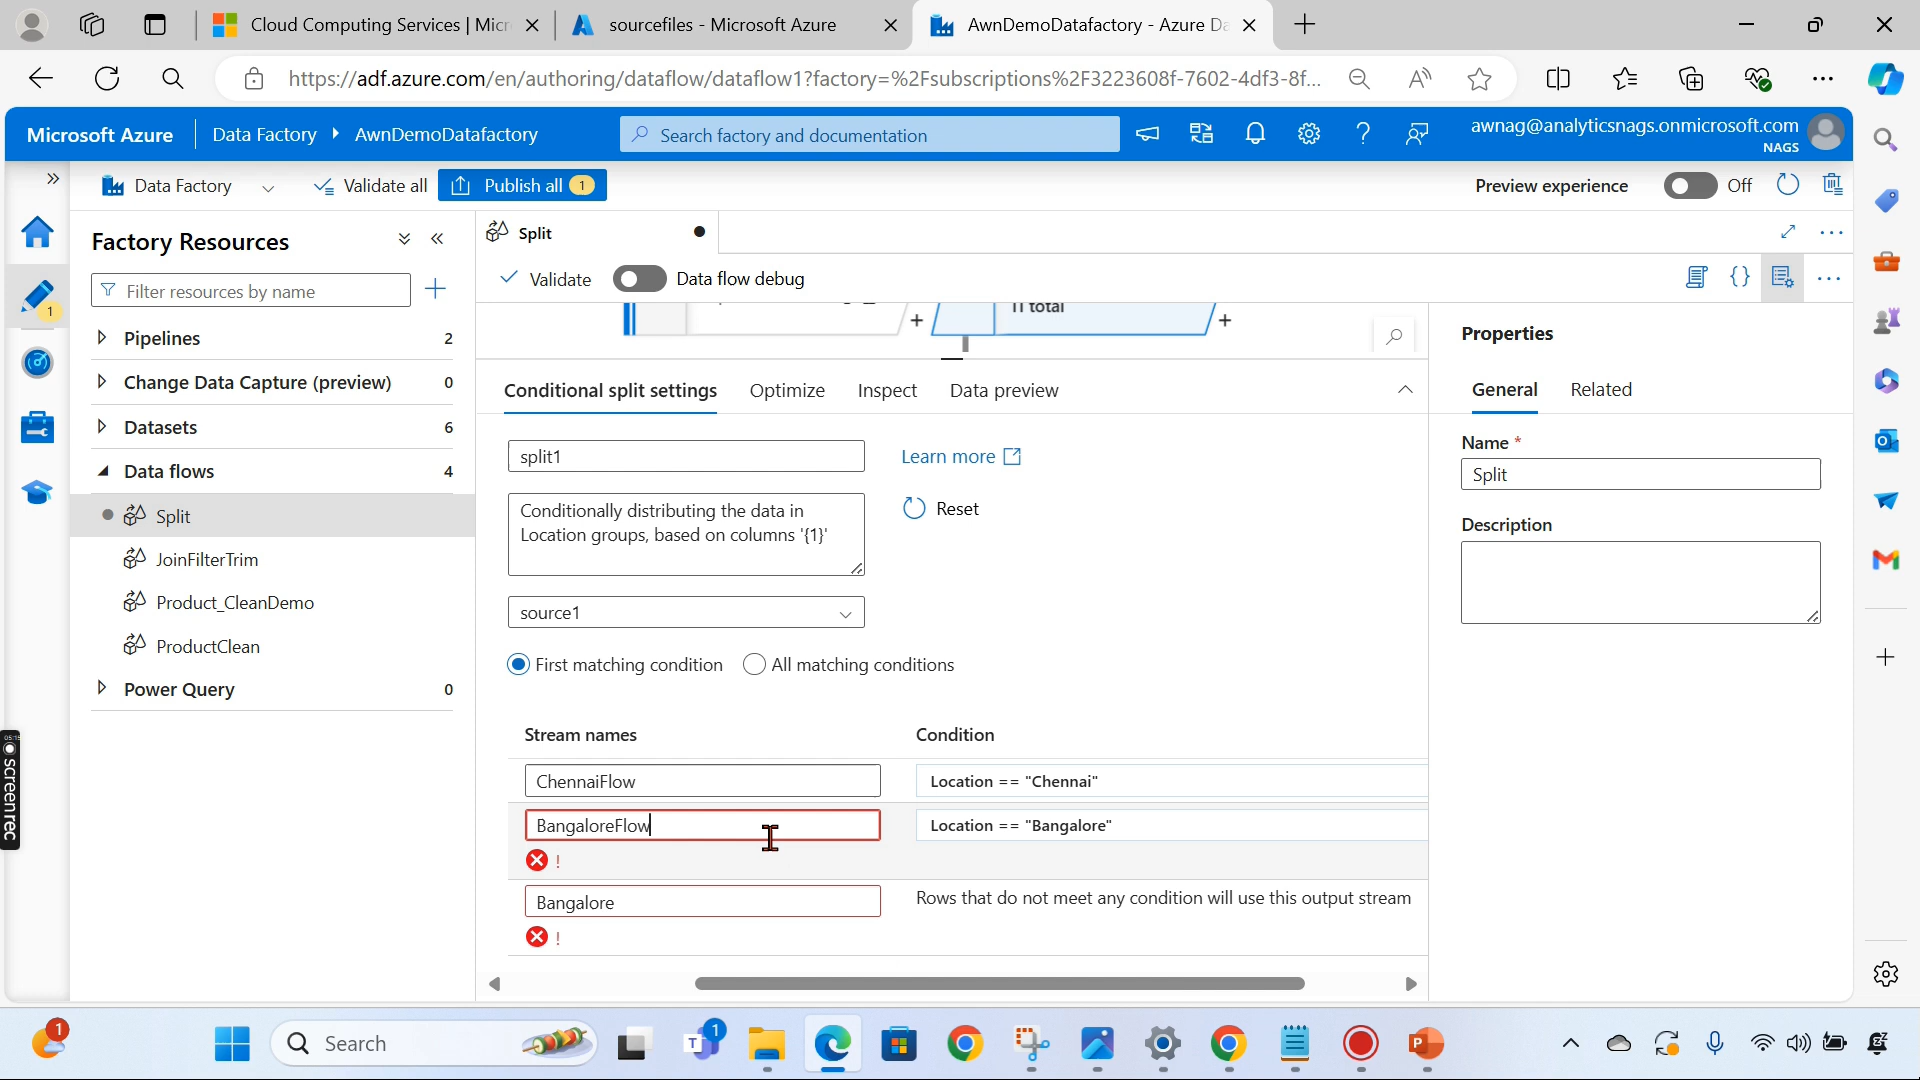 Cloud Computing Services | Micr
sourcefiles - Microsoft Azure
AwnDemoDatafactory - Azure Da
https://adf.azure.com/en/authoring/dataflow/dataflow1?factory=%2Fsubscriptions%2F3223608f-7602-4df3-8f...
Microsoft Azure
Data Factory
AwnDemoDatafactory
Search factory and documentation
awnag@analyticsnags.onmicrosoft.com
NAGS
Data Factory
Validate all
Publish all
1
Preview experience
Off
Factory Resources
Filter resources by name
1
Pipelines
2
Change Data Capture (preview)
0
Datasets
6
Data flows
4
Split
JoinFilterTrim
Product_CleanDemo
ProductClean
Power Query
0
Split
Validate
Data flow debug
11 total
Conditional split settings
Optimize
Inspect
Data preview
split1
Learn more
Conditionally distributing the data in
Location groups, based on columns '{1}'
Reset
source1
First matching condition
All matching conditions
Stream names
Condition
ChennaiFlow
Location == "Chennai"
BangaloreFlow
Location == "Bangalore"
!
Bangalore
Rows that do not meet any condition will use this output stream
!
Properties
General
Related
Name *
Split
Description
screenrec
1
Search
1